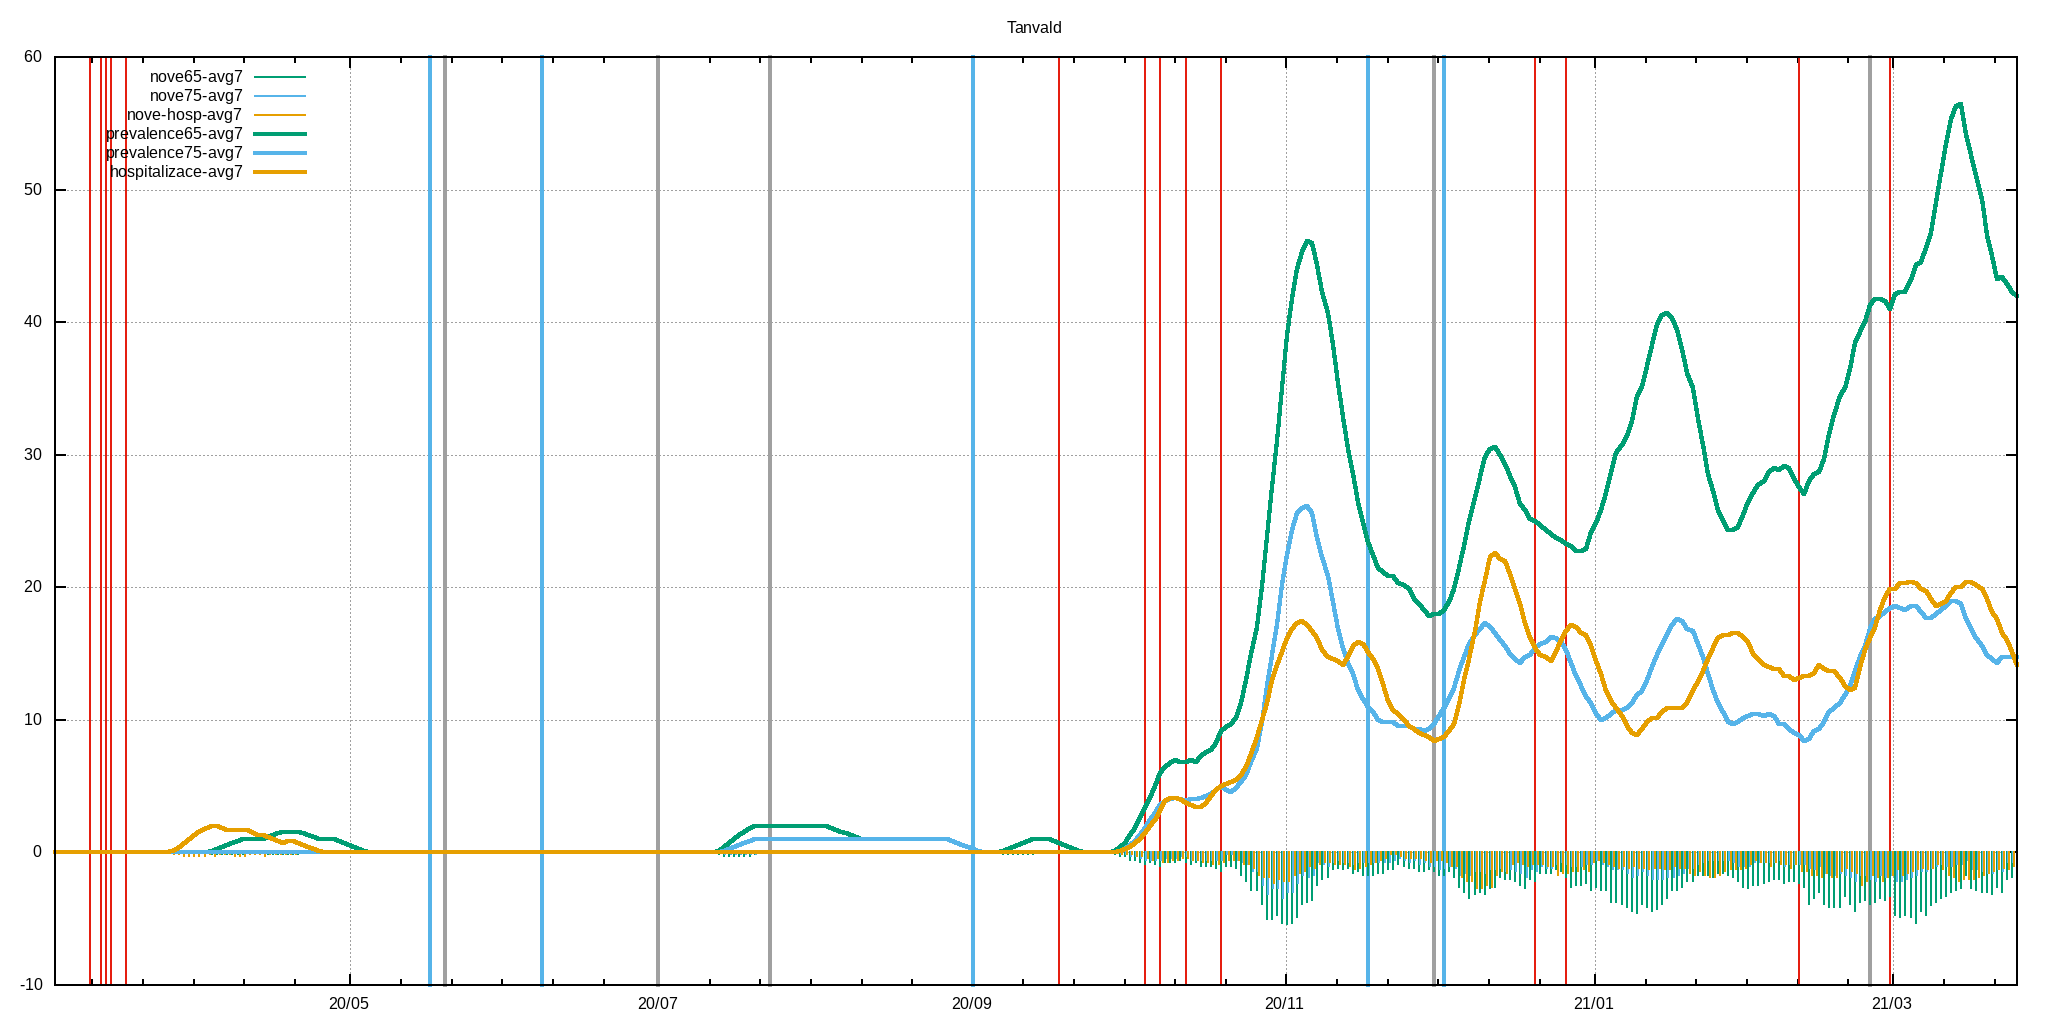 Tanvald
60
nove65-avg7
nove75-avg7
nove-hosp-avg7
prevalence65-avg7
prevalence75-avg7
hospitalizace-avg7
50
40
30
20
10
0
-10
20/05 20/07 20/09 20/11 21/01 21/03